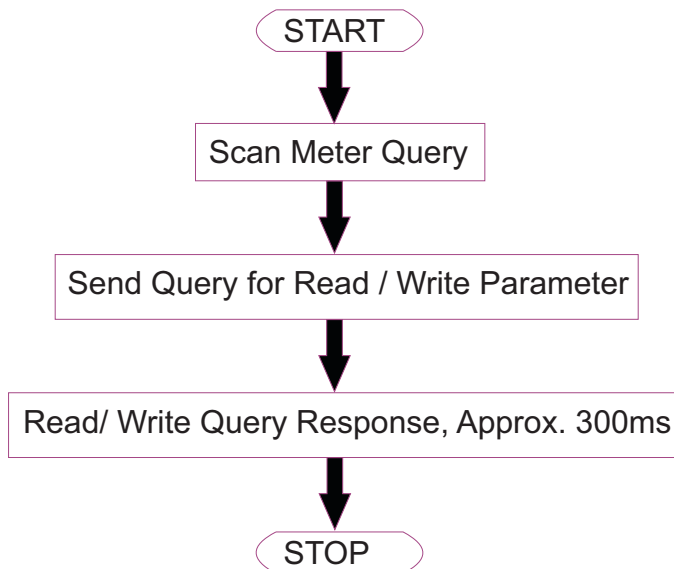 START
Scan Meter Query
Send Query for Read / Write Parameter
Read/ Write Query Response, Approx. 300ms
STOP